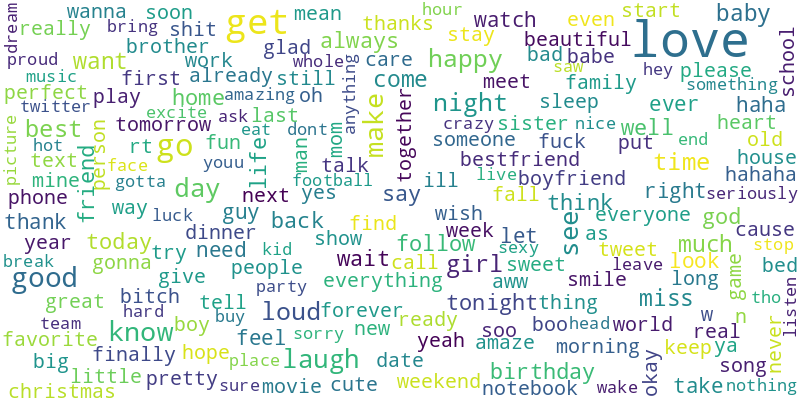 dream
wanna soon
mean
hour
start
baby
really
bring shit
get
thanks
watch
even
love
school
proud
brother
glad
always
stay
beautiful
hey
please
music
want
work
whole
care
bad babe
something
first already still
anything
come
happy
meet
saw
family
perfect
play
home
amazing oh
make
together
night
sleep
ever
haha
twitter
excite
ask last
crazy sister nice
well
heart
picture
best
person
tomorrow
eat dont
mom
someone
fuck
put
end
old
hot
friend
rt
go
fun
life
man
talk
bestfriend
time
house
text
face
youu
football
live
boyfriend
hahaha
mine
gotta
day
next
yes
say
ill
fall
think
right
seriously
phone
way
luck
guy
back
find
wish
see
as
everyone
god
cause
thank
dinner
show
follow
week
let
tweet
much
stop
year
today
try
need
kid
wait
call
girl
sexy
sweet
leave
look
game
bed
break
gonna
give
people
everything
aww
smile
long
listen
good
bitch
party
tonight
thing
miss
tho
great
hard
tell
buy
loud
forever
ready
soo
boo
head
world
w
n
never
team
know
boy
feel
sorry
new
yeah
amaze
morning
real
ya
favorite
finally
hope
place
laugh
date
birthday
okay
keep
song
big
little
pretty
sure
movie
cute
weekend
notebook
wake
take
nothing
christmas